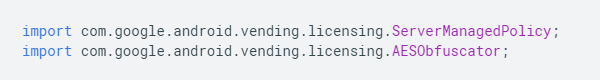 import com.google.android.vending.licensing.ServerManagedPolicy;
import com.google.android.vending.licensing.AESObfuscator;